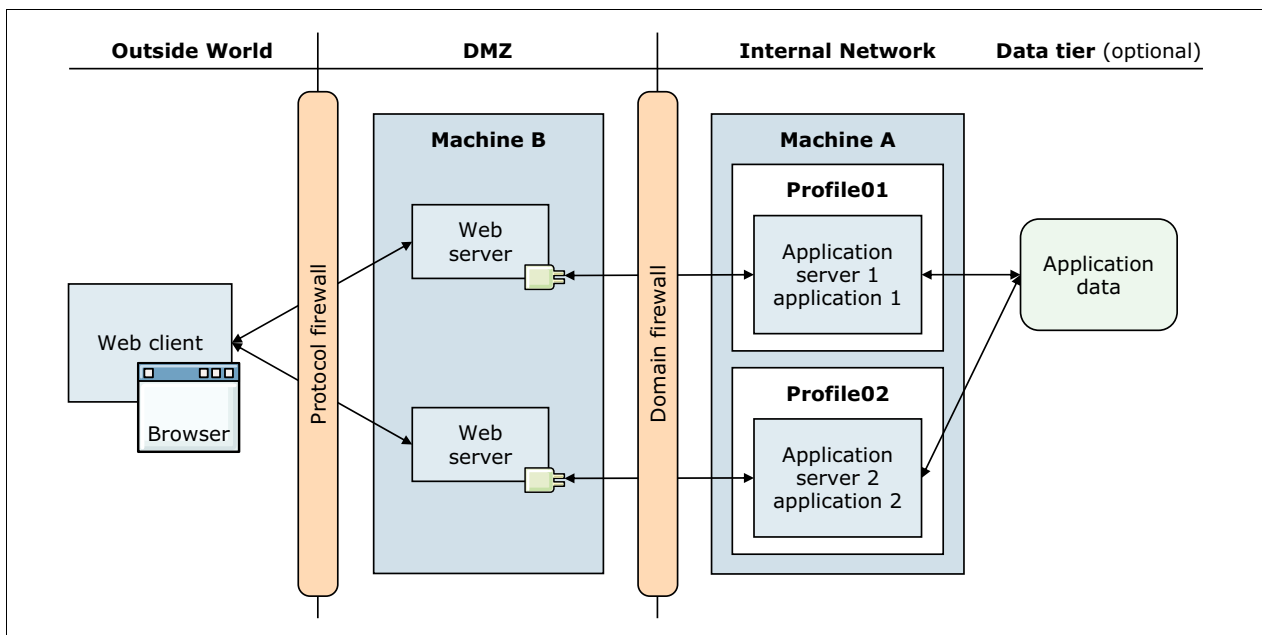 Outside World
DMZ
Internal Network
Data tier (optional)
Protocol firewall
Domain firewall
Web client
Browser
Machine B
Web
server
Web
server
Machine A
Profile01
Application
server 1
application 1
Profile02
Application
server 2
application 2
Application
data